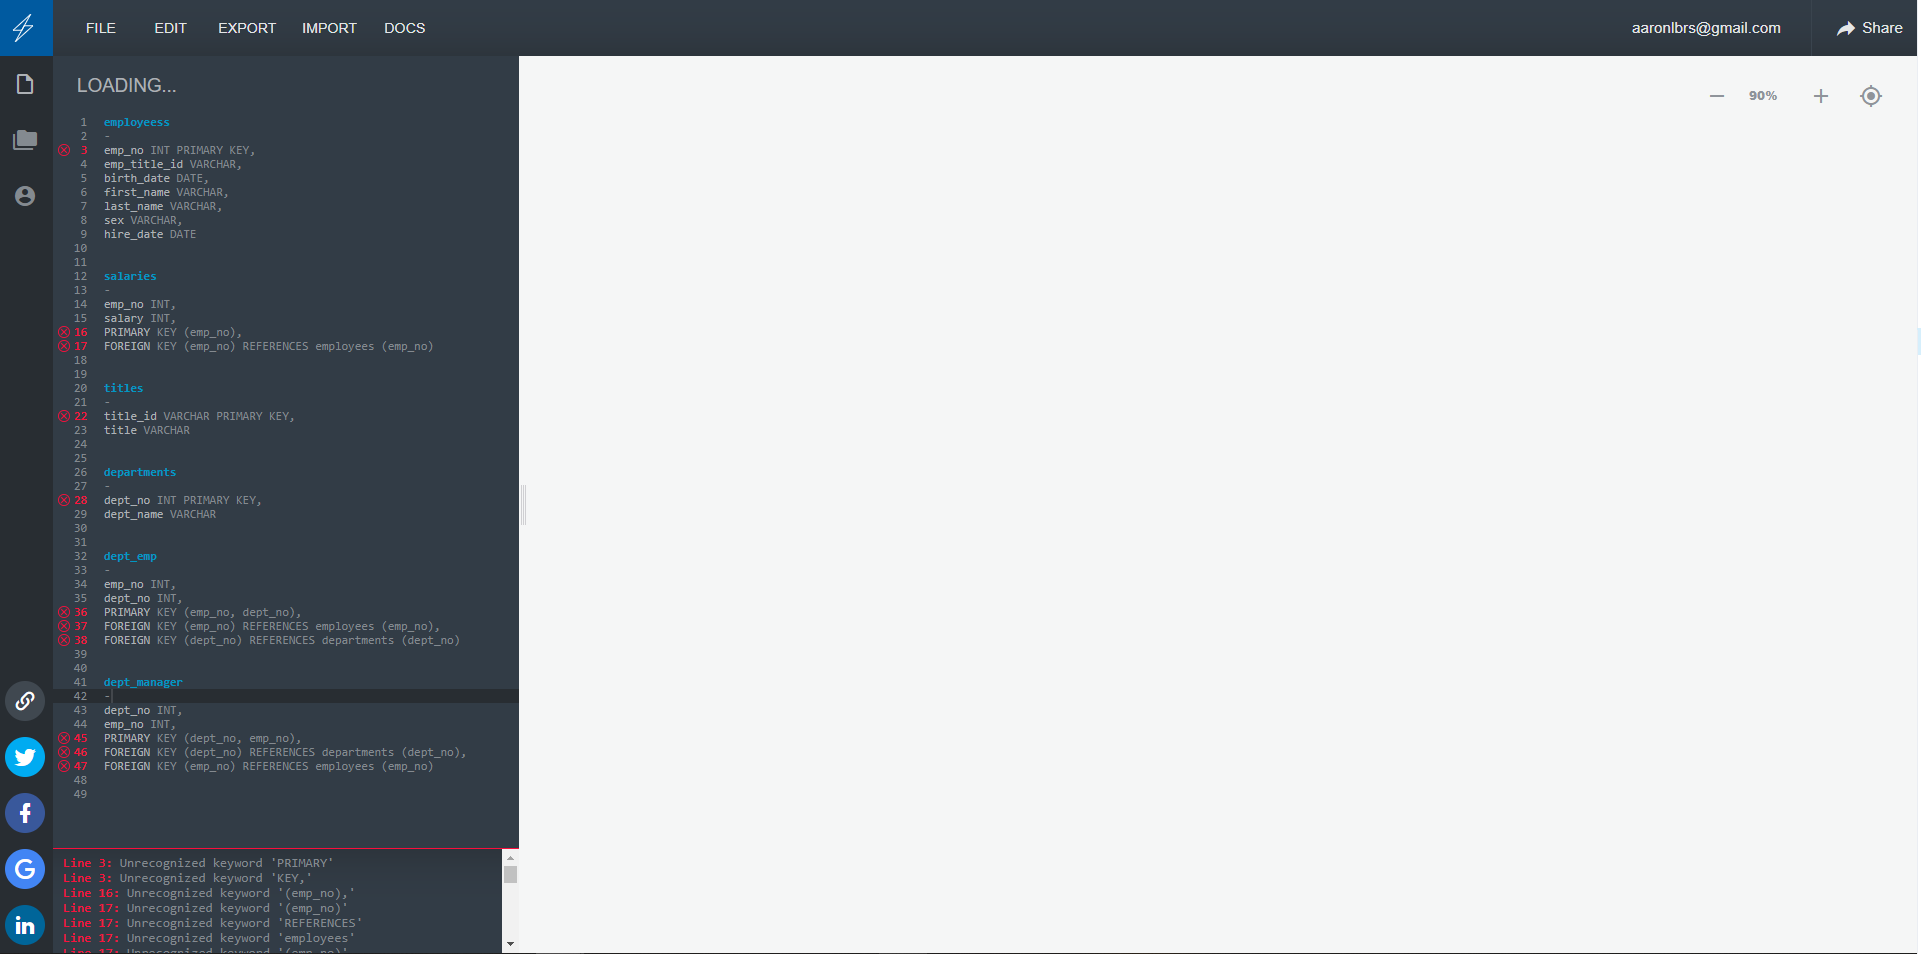 FILE EDIT EXPORT IMPORT DOCS aaronlbrs@gmail.com Share
LOADING...
90%
1 employeess
2 -
3 emp_no INT PRIMARY KEY,
4 emp_title_id VARCHAR,
5 birth_date DATE,
6 first_name VARCHAR,
7 last_name VARCHAR,
8 sex VARCHAR,
9 hire_date DATE
10
11
12 salaries
13 -
14 emp_no INT,
15 salary INT,
16 PRIMARY KEY (emp_no),
17 FOREIGN KEY (emp_no) REFERENCES employees (emp_no)
18
19
20 titles
21 -
22 title_id VARCHAR PRIMARY KEY,
23 title VARCHAR
24
25
26 departments
27 -
28 dept_no INT PRIMARY KEY,
29 dept_name VARCHAR
30
31
32 dept_emp
33 -
34 emp_no INT,
35 dept_no INT,
36 PRIMARY KEY (emp_no, dept_no),
37 FOREIGN KEY (emp_no) REFERENCES employees (emp_no),
38 FOREIGN KEY (dept_no) REFERENCES departments (dept_no)
39
40
41 dept_manager
42 -
43 dept_no INT,
44 emp_no INT,
45 PRIMARY KEY (dept_no, emp_no),
46 FOREIGN KEY (dept_no) REFERENCES departments (dept_no),
47 FOREIGN KEY (emp_no) REFERENCES employees (emp_no)
48
49
Line 3: Unrecognized keyword 'PRIMARY'
Line 3: Unrecognized keyword 'KEY,'
Line 16: Unrecognized keyword '(emp_no),'
Line 17: Unrecognized keyword '(emp_no)'
Line 17: Unrecognized keyword 'REFERENCES'
Line 17: Unrecognized keyword 'employees'
Line 17: Unrecognized keyword '(emp_no)'